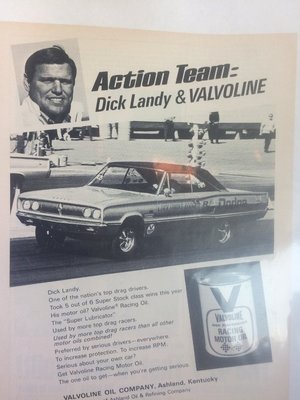 Action Team:
Dick Landy & VALVOLINE
Dodge
Dick Landy.
One of the nation's top drag drivers.
Took 5 out of 6 Super Stock class wins this year
His motor oil? Valvoline Racing Oil.
The "Super Lubricator"
Used by more top drag racers.
Used by more top drag racers than all other
motor oils combined!
Preferred by serious drivers—everywhere.
To increase protection. To increase RPM.
Serious about your own car?
Get Valvoline Racing Motor Oil.
The one oil to get—when you're getting serious.
VALVOLINE
RACING
MOTOR OIL
VALVOLINE OIL COMPANY, Ashland, Kentucky
Ashland Oil & Refining Company